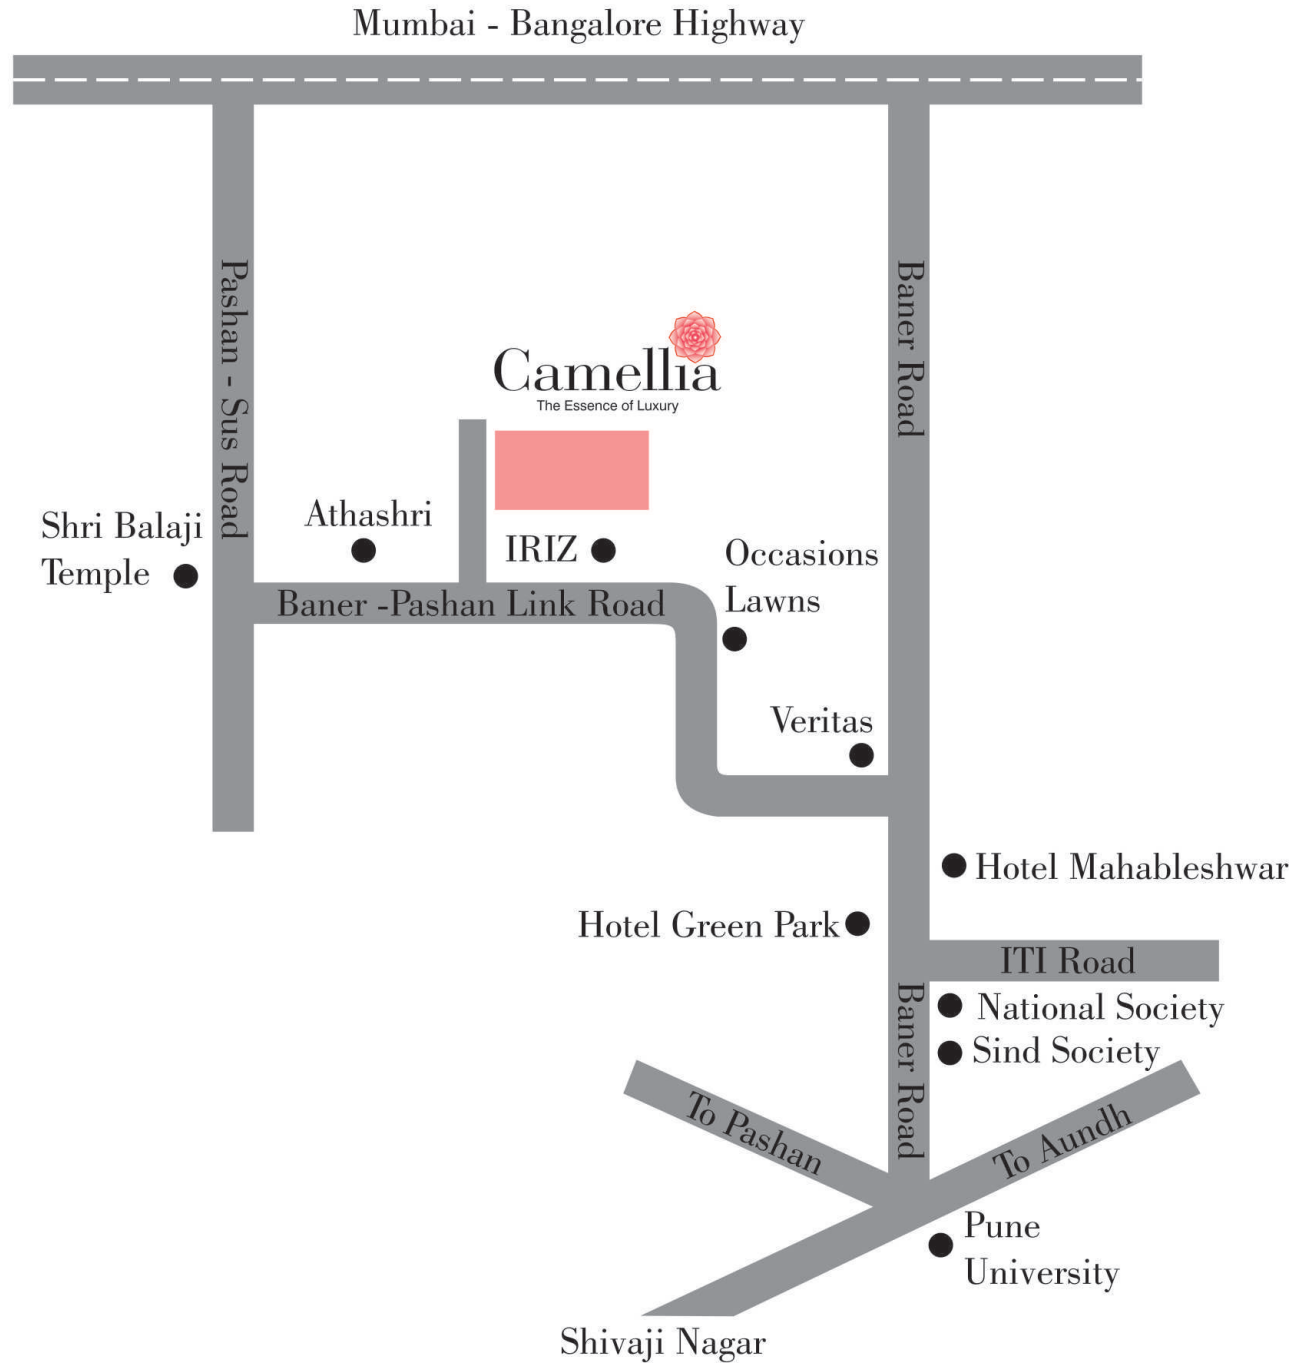 Mumbai - Bangalore Highway
Pashan - Sus Road
Baner Road
Camellia
The Essence of Luxury
Athashri
Shri Balaji
Temple
IRIZ
Occasions
Lawns
Baner -Pashan Link Road
Veritas
Hotel Mahableshwar
Hotel Green Park
ITI Road
Baner Road
National Society
Sind Society
To Pashan
To Aundh
Pune
University
Shivaji Nagar